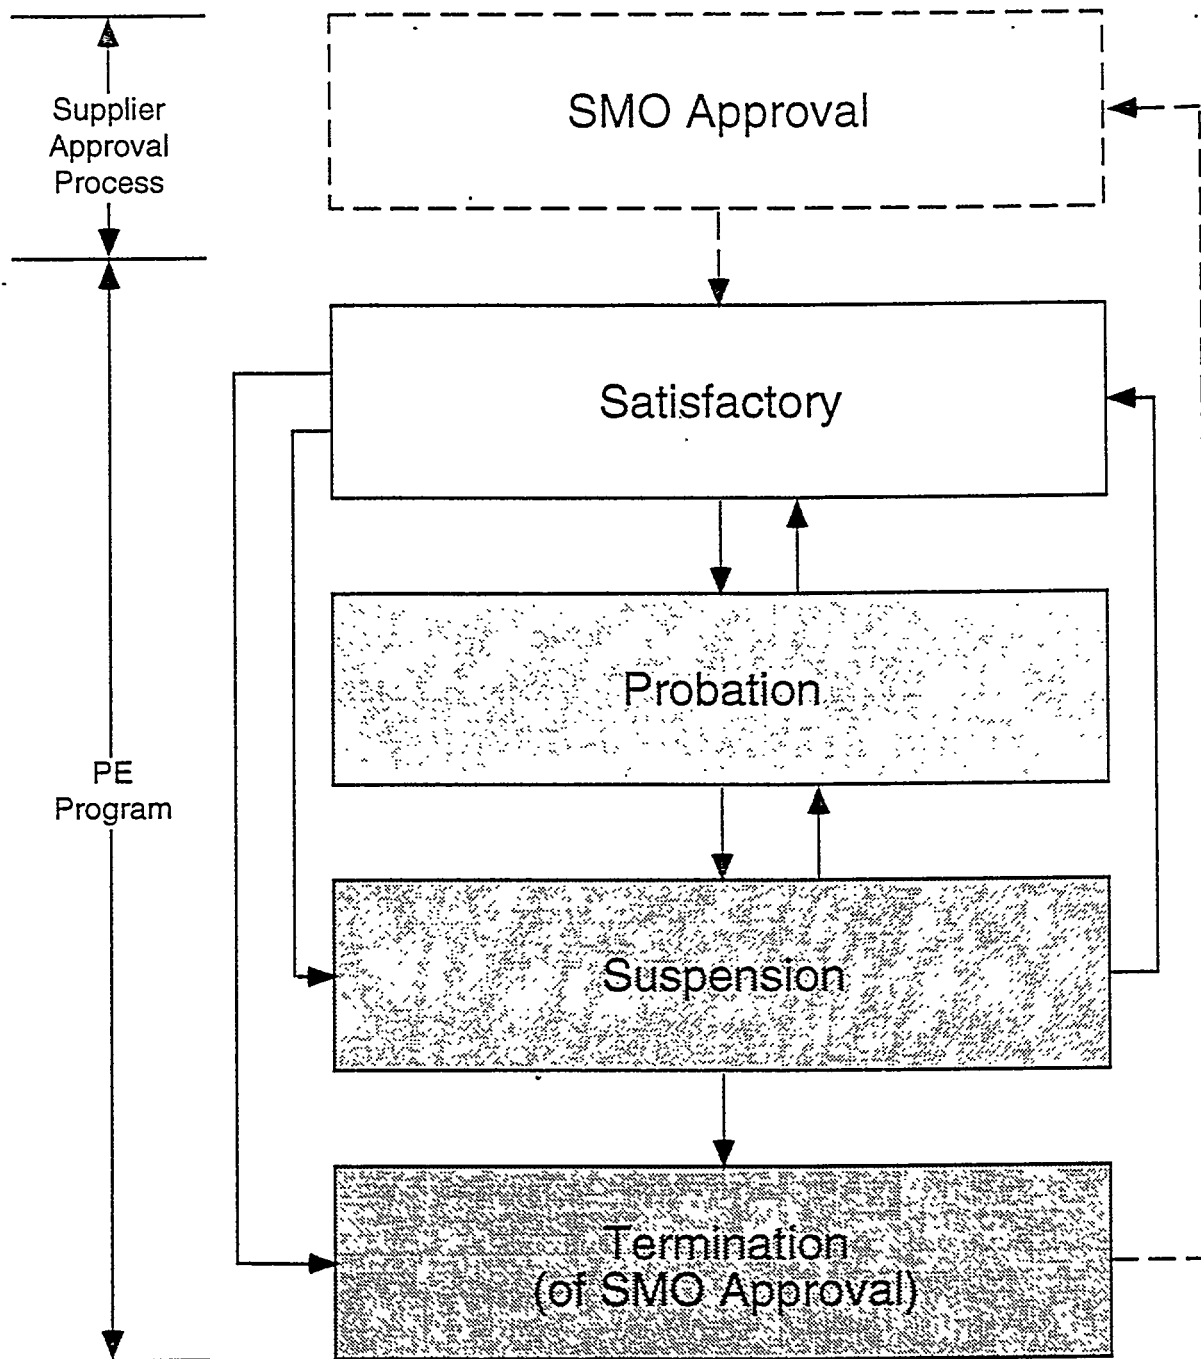 Supplier
Approval
Process
SMO Approval
Satisfactory
Probation
PE
Program
Suspension
Termination
(of SMO Approval)